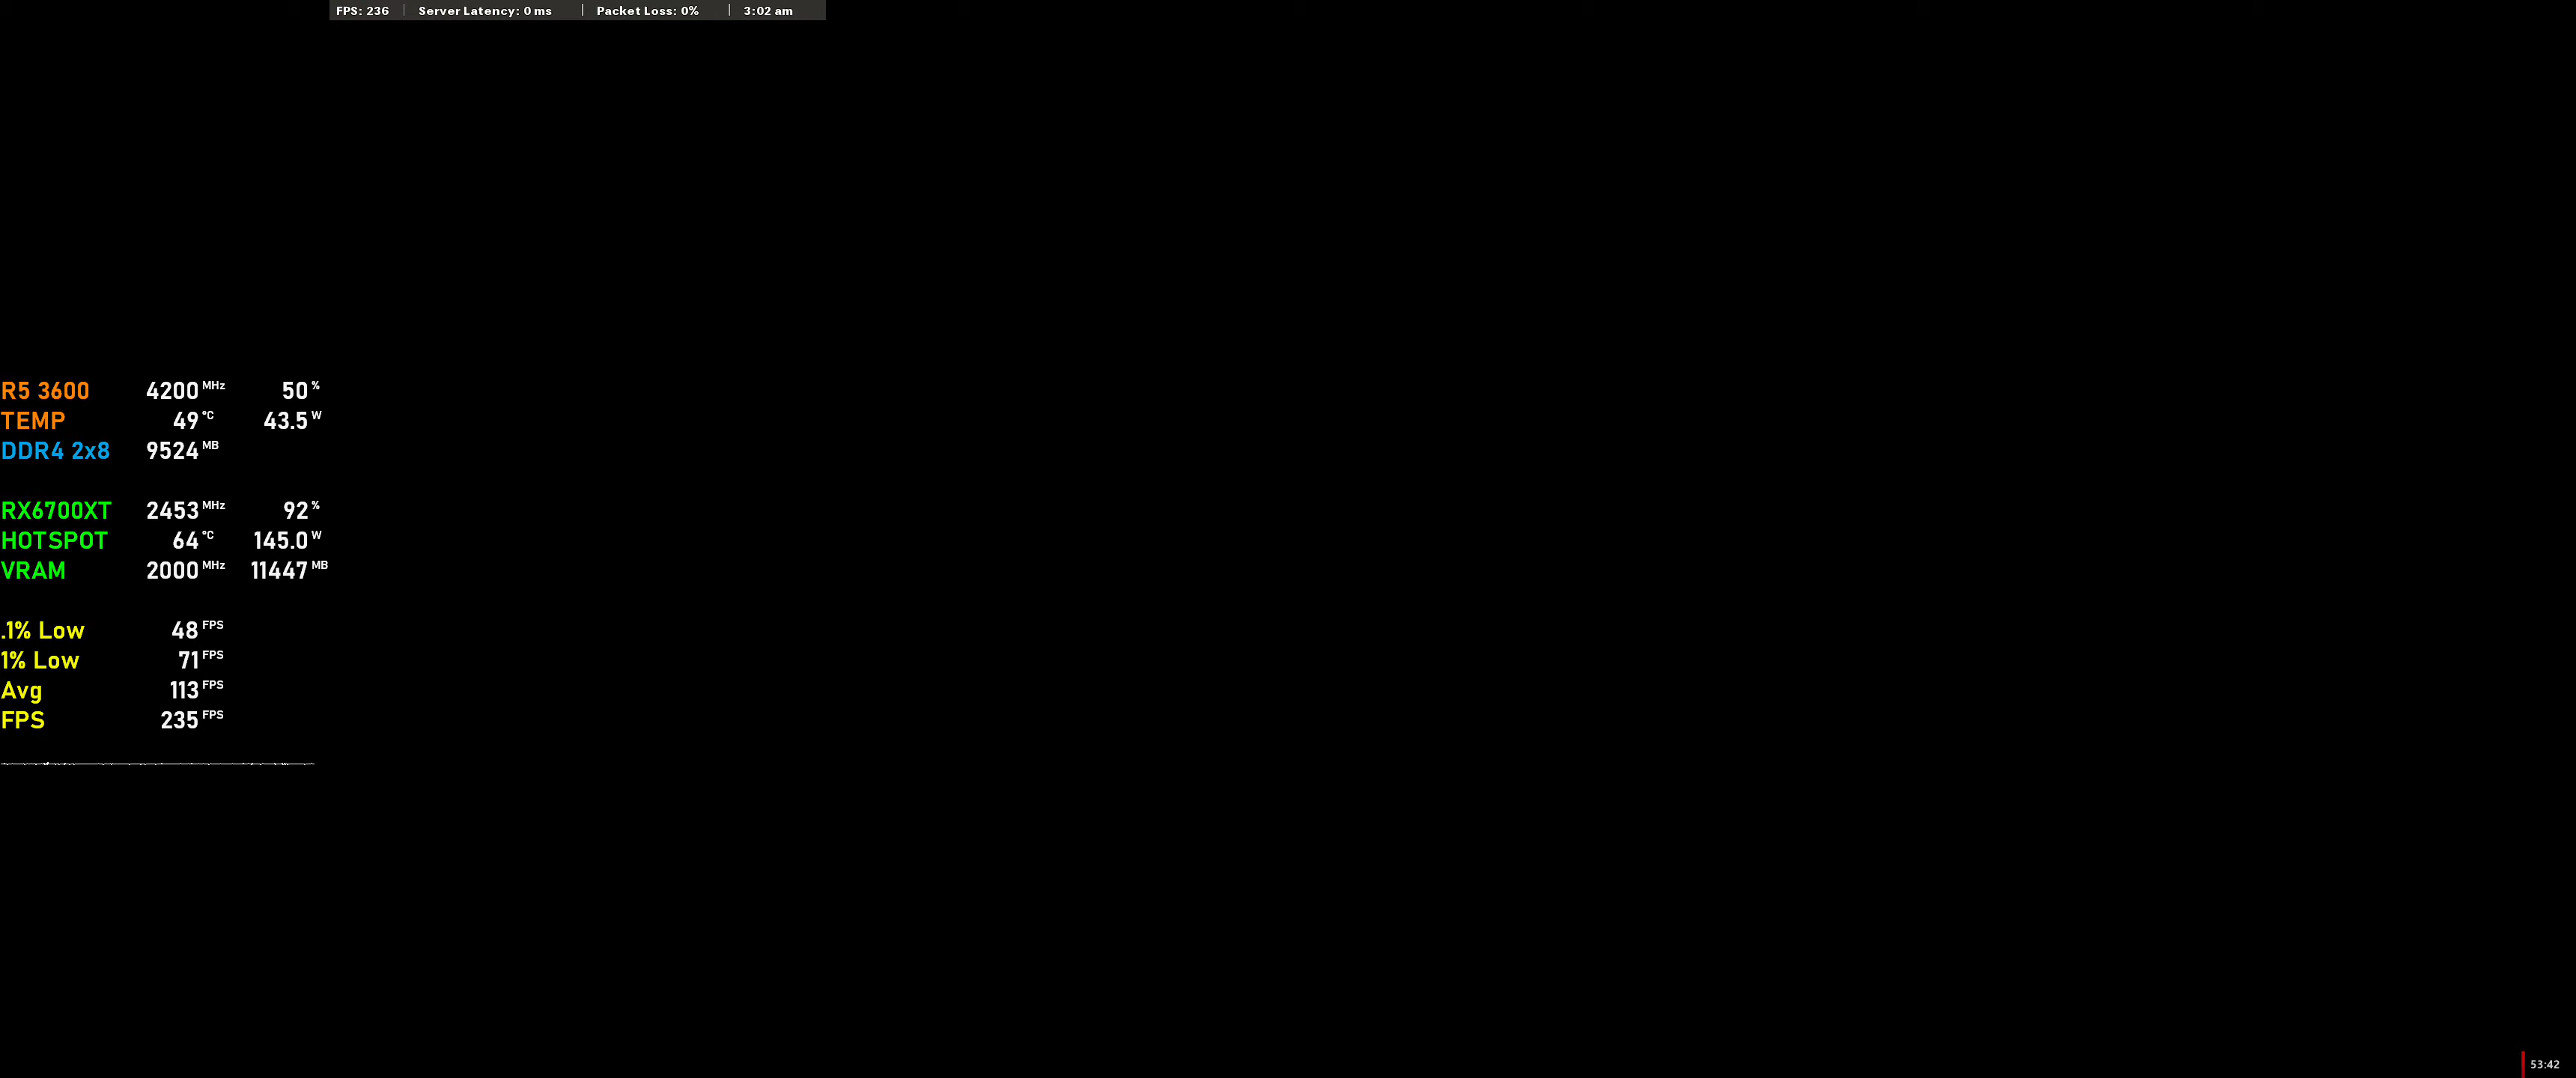 FPS: 236 | Server Latency: 0 ms | Packet Loss: 0% | 3:02 am
R5 3600 4200 MHz 50 %
TEMP 49 °C 43.5 W
DDR4 2x8 9524 MB
RX6700XT 2453 MHz 92 %
HOTSPOT 64 °C 145.0 W
VRAM 2000 MHz 11447 MB
.1% Low 48 FPS
1% Low 71 FPS
Avg 113 FPS
FPS 235 FPS
53:42